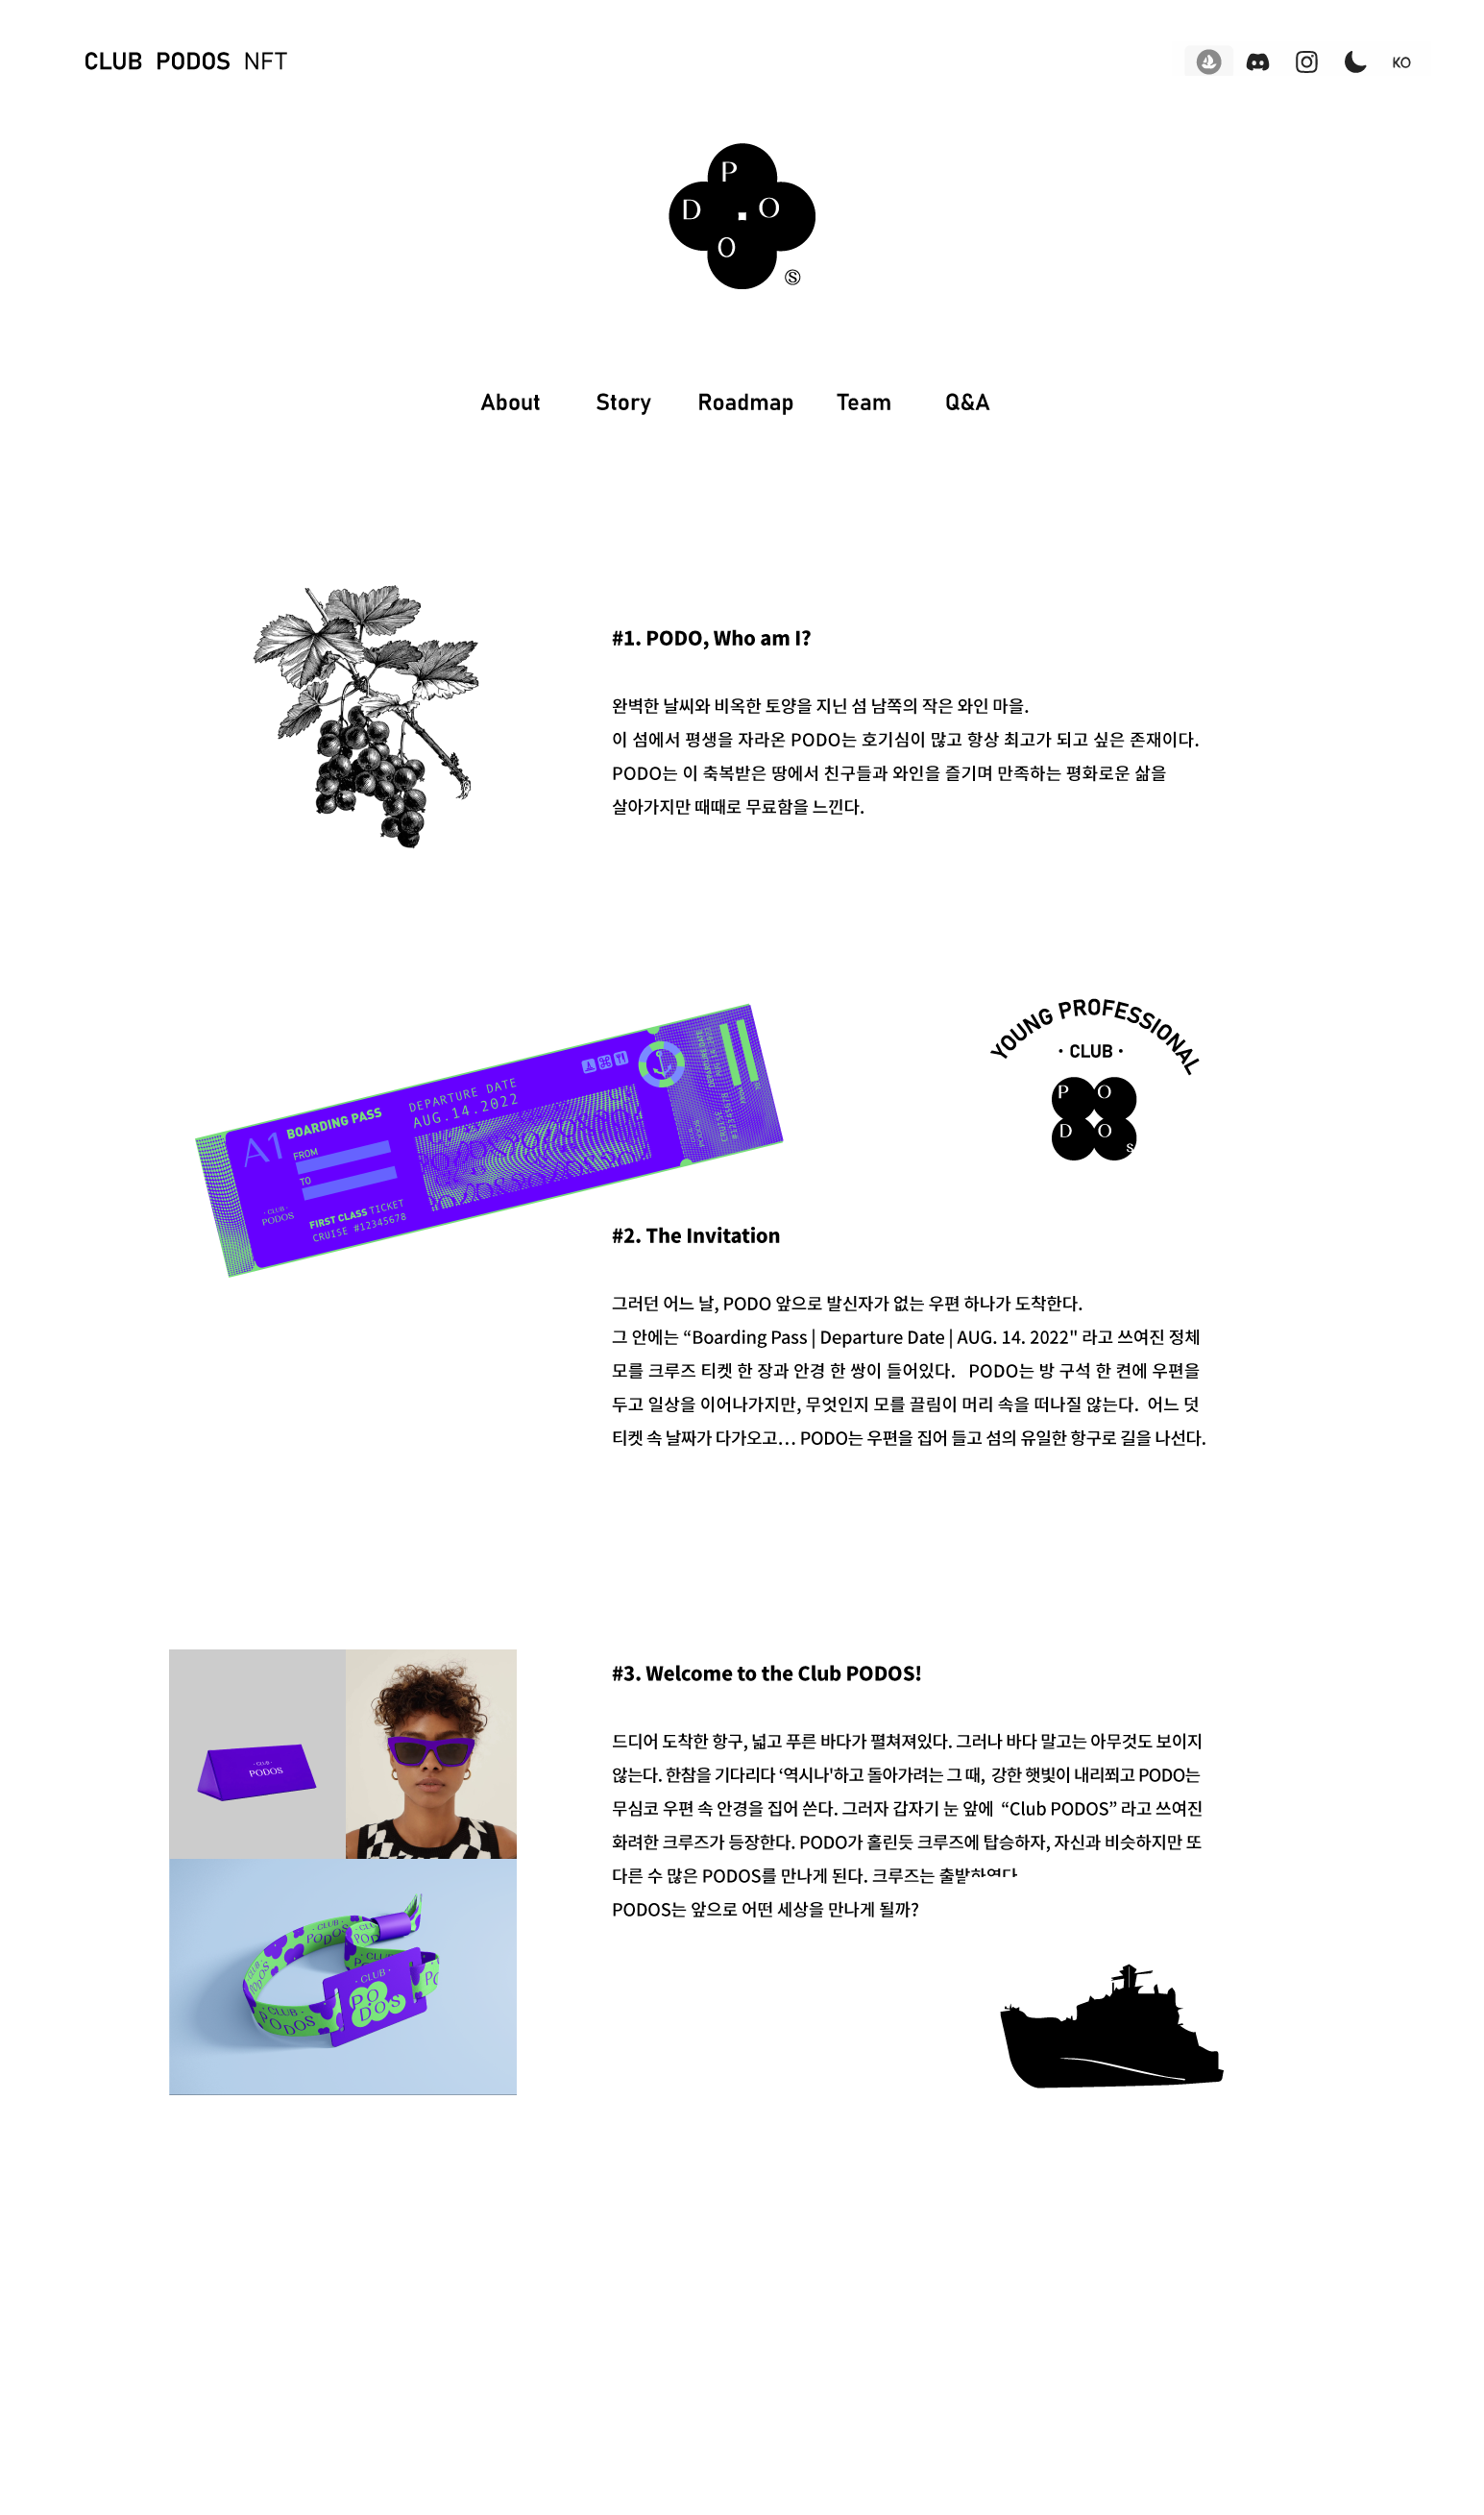 CLUB PODOS NFT
KO
P
D O
O
S
About Story Roadmap Team Q&A
#1. PODO, Who am I?
완벽한 날씨와 비옥한 토양을 지닌 섬 남쪽의 작은 와인 마을.
이 섬에서 평생을 자라온 PODO는 호기심이 많고 항상 최고가 되고 싶은 존재이다.
PODO는 이 축복받은 땅에서 친구들과 와인을 즐기며 만족하는 평화로운 삶을
살아가지만 때때로 무료함을 느낀다.
A1
BOARDING PASS
FROM
TO
· CLUB ·
PODOS
FIRST CLASS TICKET
CRUISE #12345678
DEPARTURE DATE
AUG.14.2022
YOUNG PROFESSIONAL
· CLUB ·
P O
D O
S
#2. The Invitation
그러던 어느 날, PODO 앞으로 발신자가 없는 우편 하나가 도착한다.
그 안에는 “Boarding Pass | Departure Date | AUG. 14. 2022" 라고 쓰여진 정체
모를 크루즈 티켓 한 장과 안경 한 쌍이 들어있다. PODO는 방 구석 한 켠에 우편을
두고 일상을 이어나가지만, 무엇인지 모를 끌림이 머리 속을 떠나질 않는다. 어느 덧
티켓 속 날짜가 다가오고... PODO는 우편을 집어 들고 섬의 유일한 항구로 길을 나선다.
· CLUB ·
PODOS
· CLUB ·
PODOS
· CLUB ·
PODOS
· CLUB ·
PODOS
#3. Welcome to the Club PODOS!
드디어 도착한 항구, 넓고 푸른 바다가 펼쳐져있다. 그러나 바다 말고는 아무것도 보이지
않는다. 한참을 기다리다 ‘역시나'하고 돌아가려는 그 때, 강한 햇빛이 내리쬐고 PODO는
무심코 우편 속 안경을 집어 쓴다. 그러자 갑자기 눈 앞에 “Club PODOS” 라고 쓰여진
화려한 크루즈가 등장한다. PODO가 홀린듯 크루즈에 탑승하자, 자신과 비슷하지만 또
다른 수 많은 PODOS를 만나게 된다. 크루즈는 출발하였다
PODOS는 앞으로 어떤 세상을 만나게 될까?